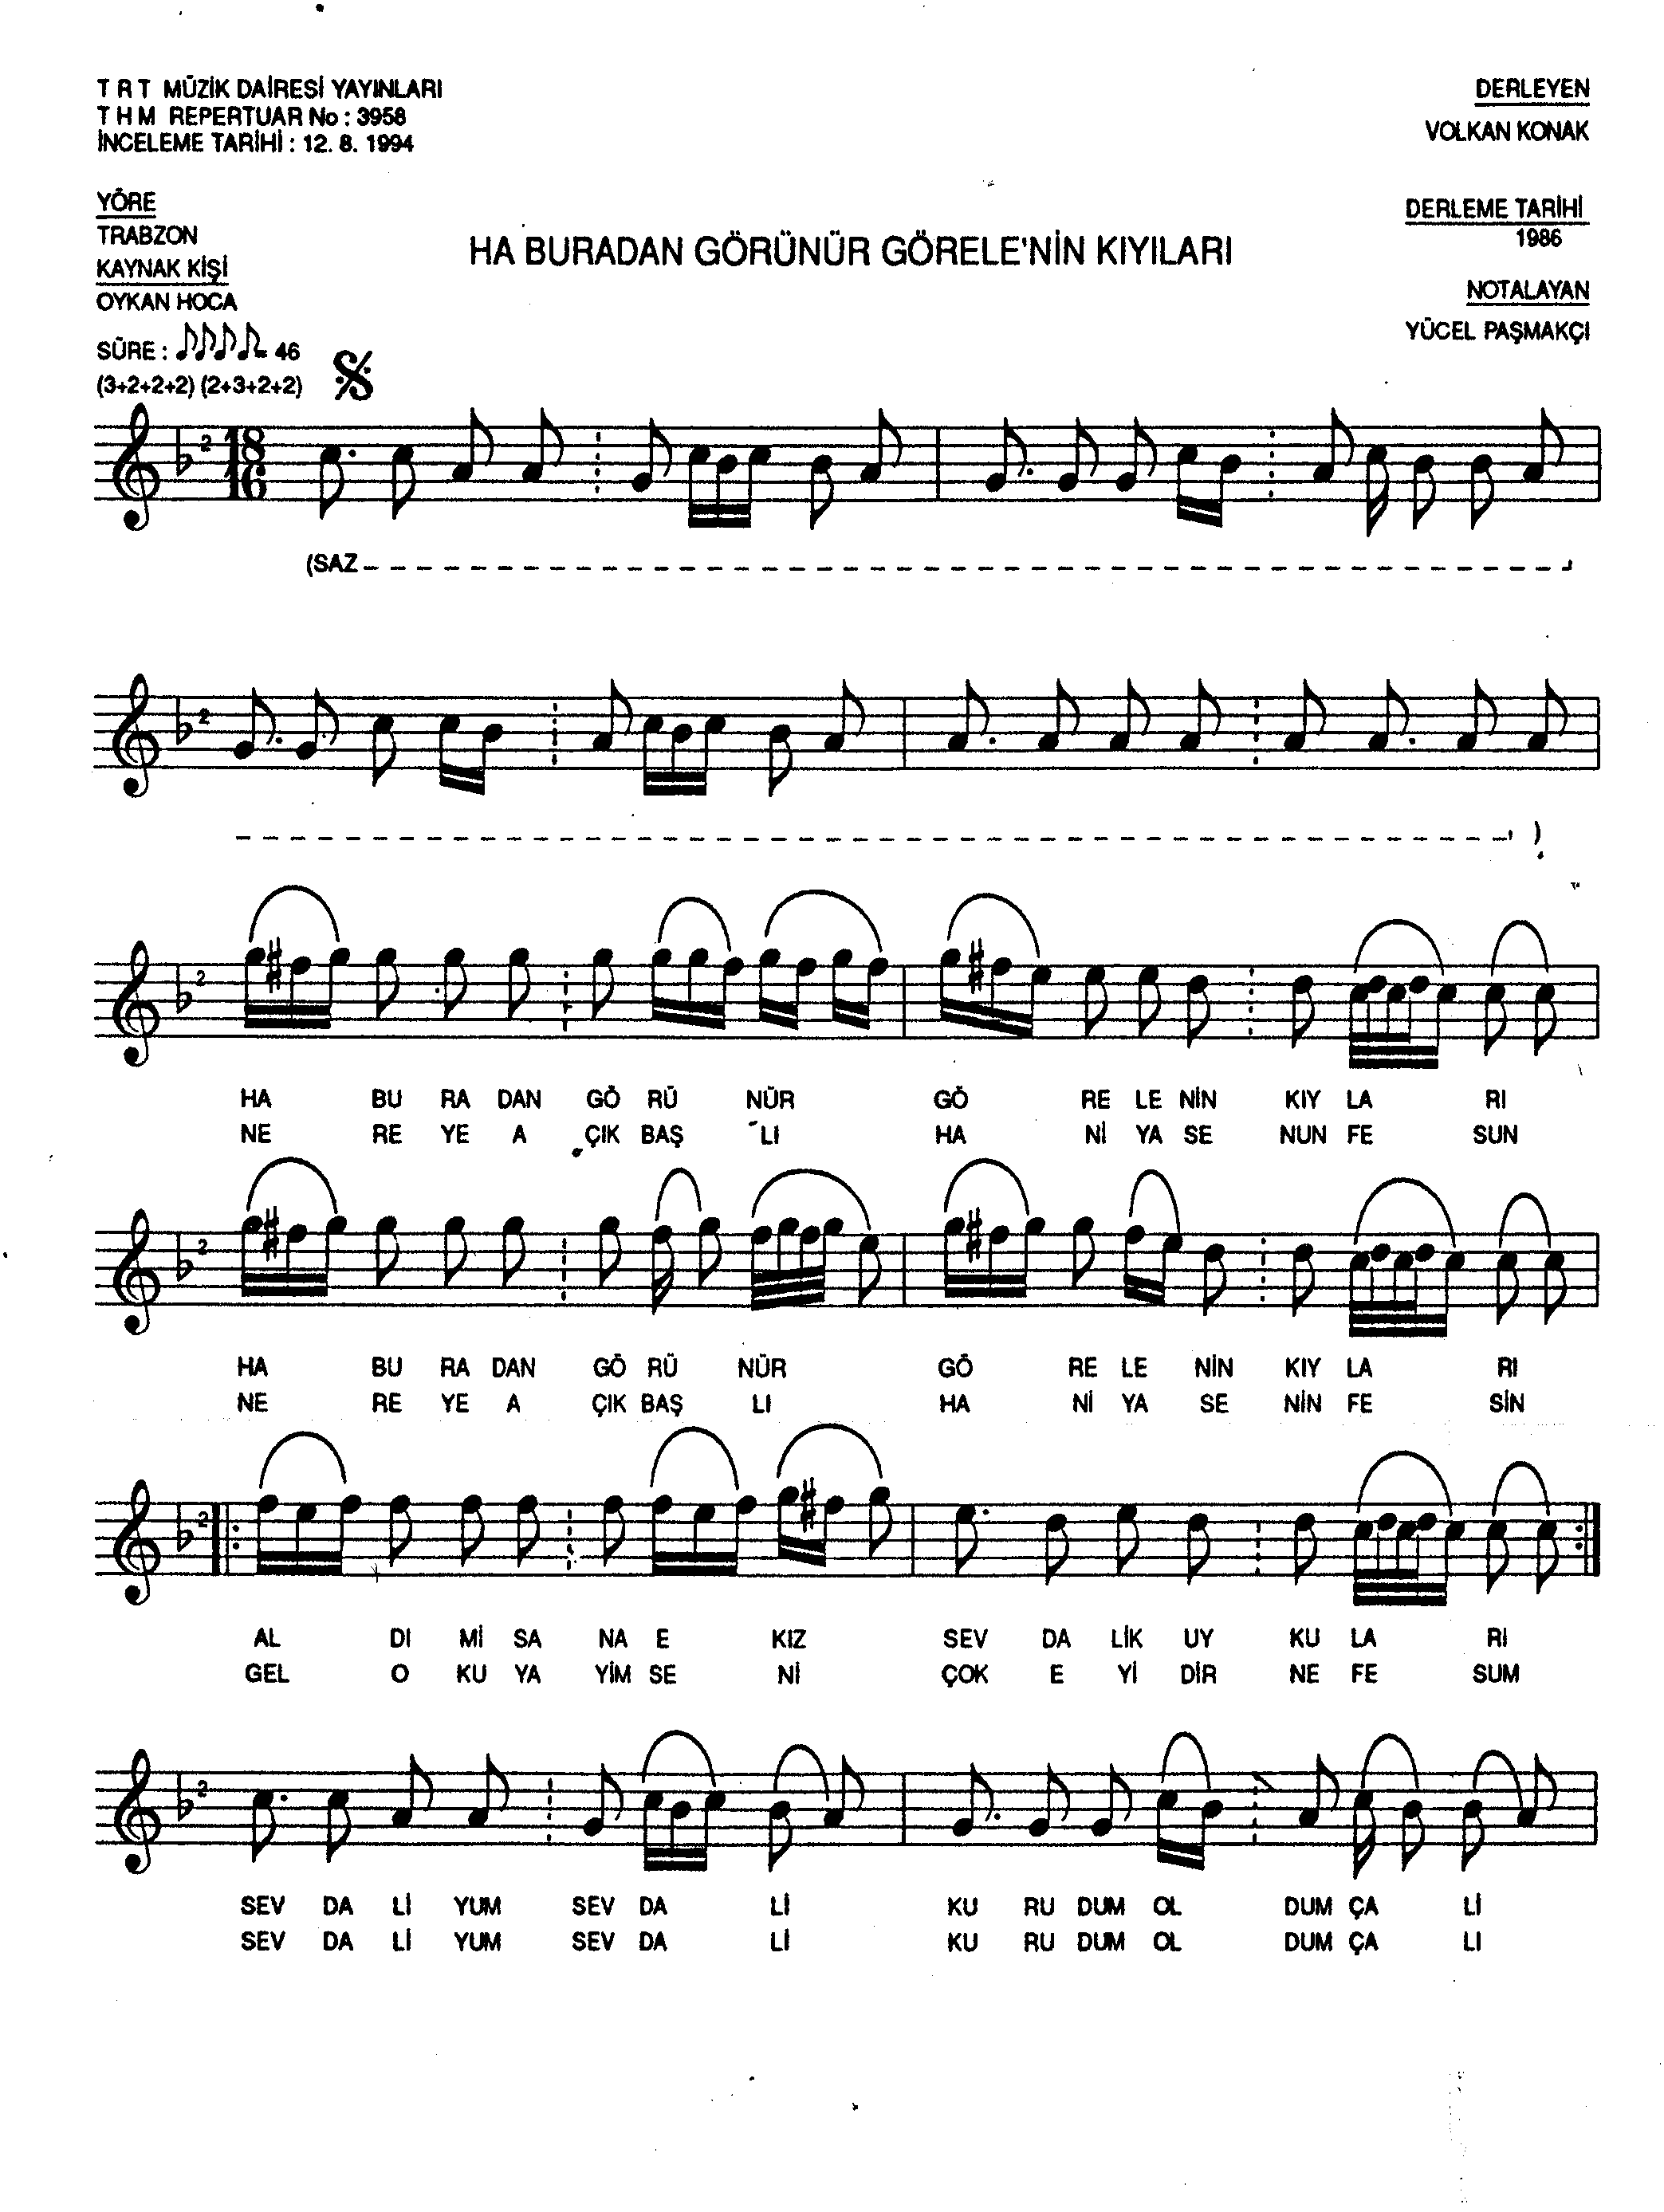 T R T MÜZİK DAİRESİ YAYINLARI
T H M REPERTUAR No : 3958
İNCELEME TARİHİ : 12. 8. 1994
DERLEYEN
VOLKAN KONAK
YÖRE
TRABZON
KAYNAK KİŞİ
OYKAN HOCA
HA BURADAN GÖRÜNÜR GÖRELE'NİN KIYILARI
DERLEME TARİHİ
1986
NOTALAYAN
YÜCEL PAŞMAKÇI
SÜRE : = 46
(3+2+2+2) (2+3+2+2)
2 18 16
(SAZ
2
)
2
HA BU RA DAN GÖ RÜ NÜR GÖ RE LE NİN KIY LA RI
NE RE YE A ÇIK BAŞ LI HA Nİ YA SE NUN FE SUN
2
HA BU RA DAN GÖ RÜ NÜR GÖ RE LE NİN KIY LA RI
NE RE YE A ÇIK BAŞ LI HA Nİ YA SE NİN FE SİN
2
AL DI Mİ SA NA E KIZ SEV DA LİK UY KU LA RI
GEL O KU YA YİM SE Nİ ÇOK E Yİ DİR NE FE SUM
2
SEV DA Lİ YUM SEV DA Lİ KU RU DUM OL DUM ÇA Lİ
SEV DA Lİ YUM SEV DA Lİ KU RU DUM OL DUM ÇA LI